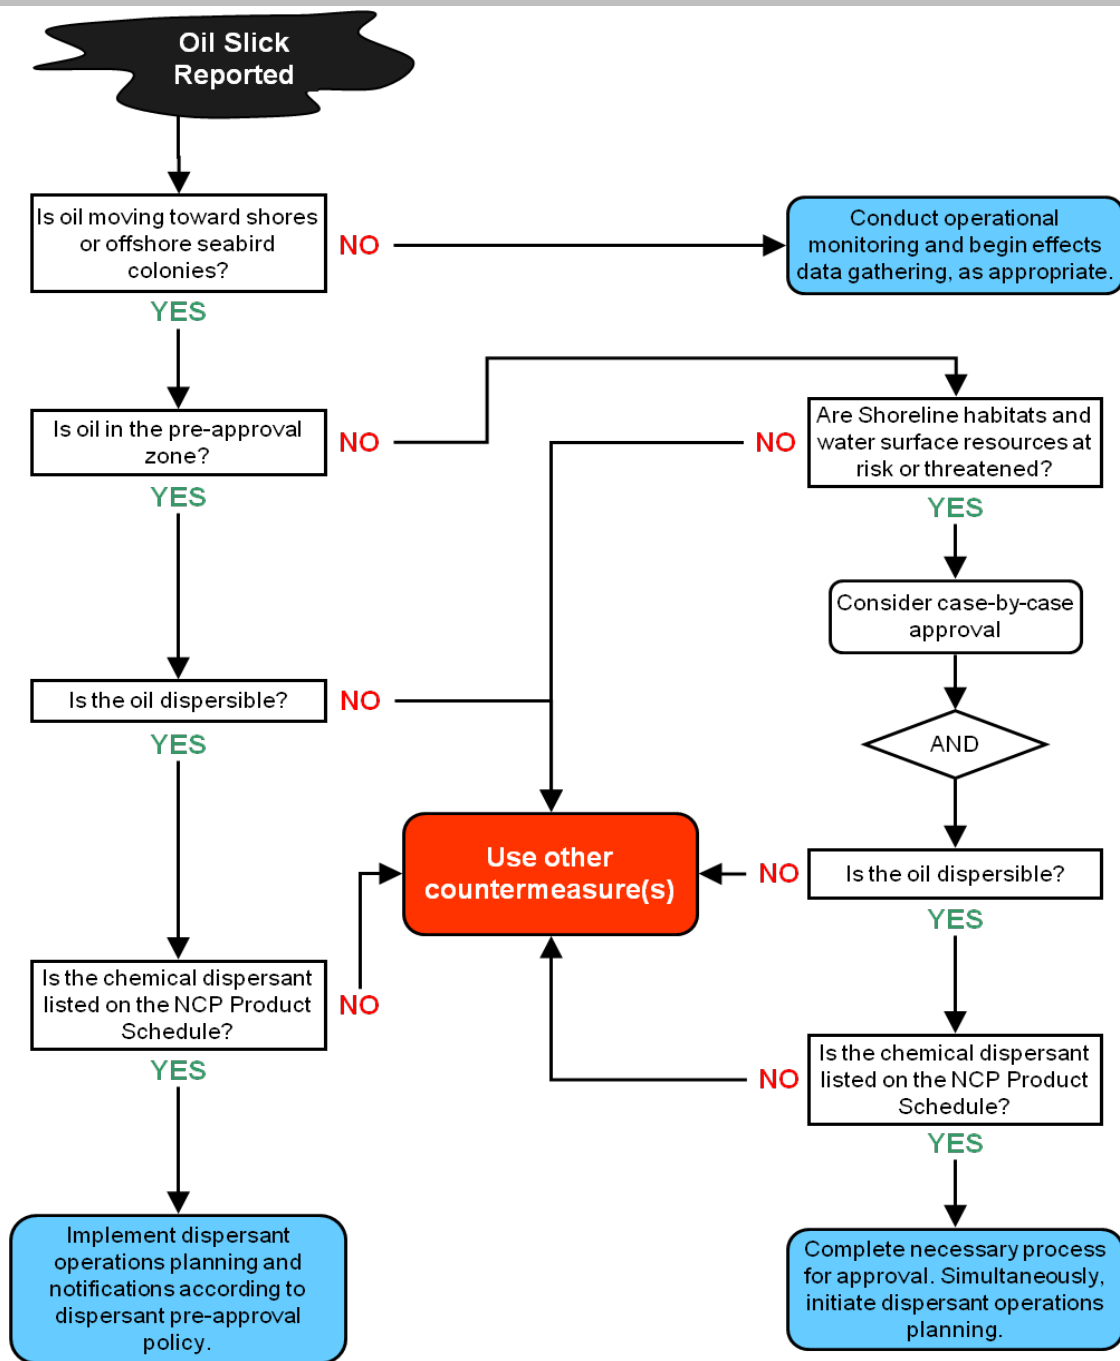 Oil Slick
Reported
Is oil moving toward shores
or offshore seabird
colonies?
NO
Conduct operational
monitoring and begin effects
data gathering, as appropriate.
YES
Is oil in the pre-approval
zone?
NO
NO
Are Shoreline habitats and
water surface resources at
risk or threatened?
YES
YES
Consider case-by-case
approval
Is the oil dispersible?
NO
YES
AND
Use other
countermeasure(s)
NO
Is the oil dispersible?
YES
Is the chemical dispersant
listed on the NCP Product
Schedule?
NO
YES
NO
Is the chemical dispersant
listed on the NCP Product
Schedule?
YES
Implement dispersant
operations planning and
notifications according to
dispersant pre-approval
policy.
Complete necessary process
for approval. Simultaneously,
initiate dispersant operations
planning.